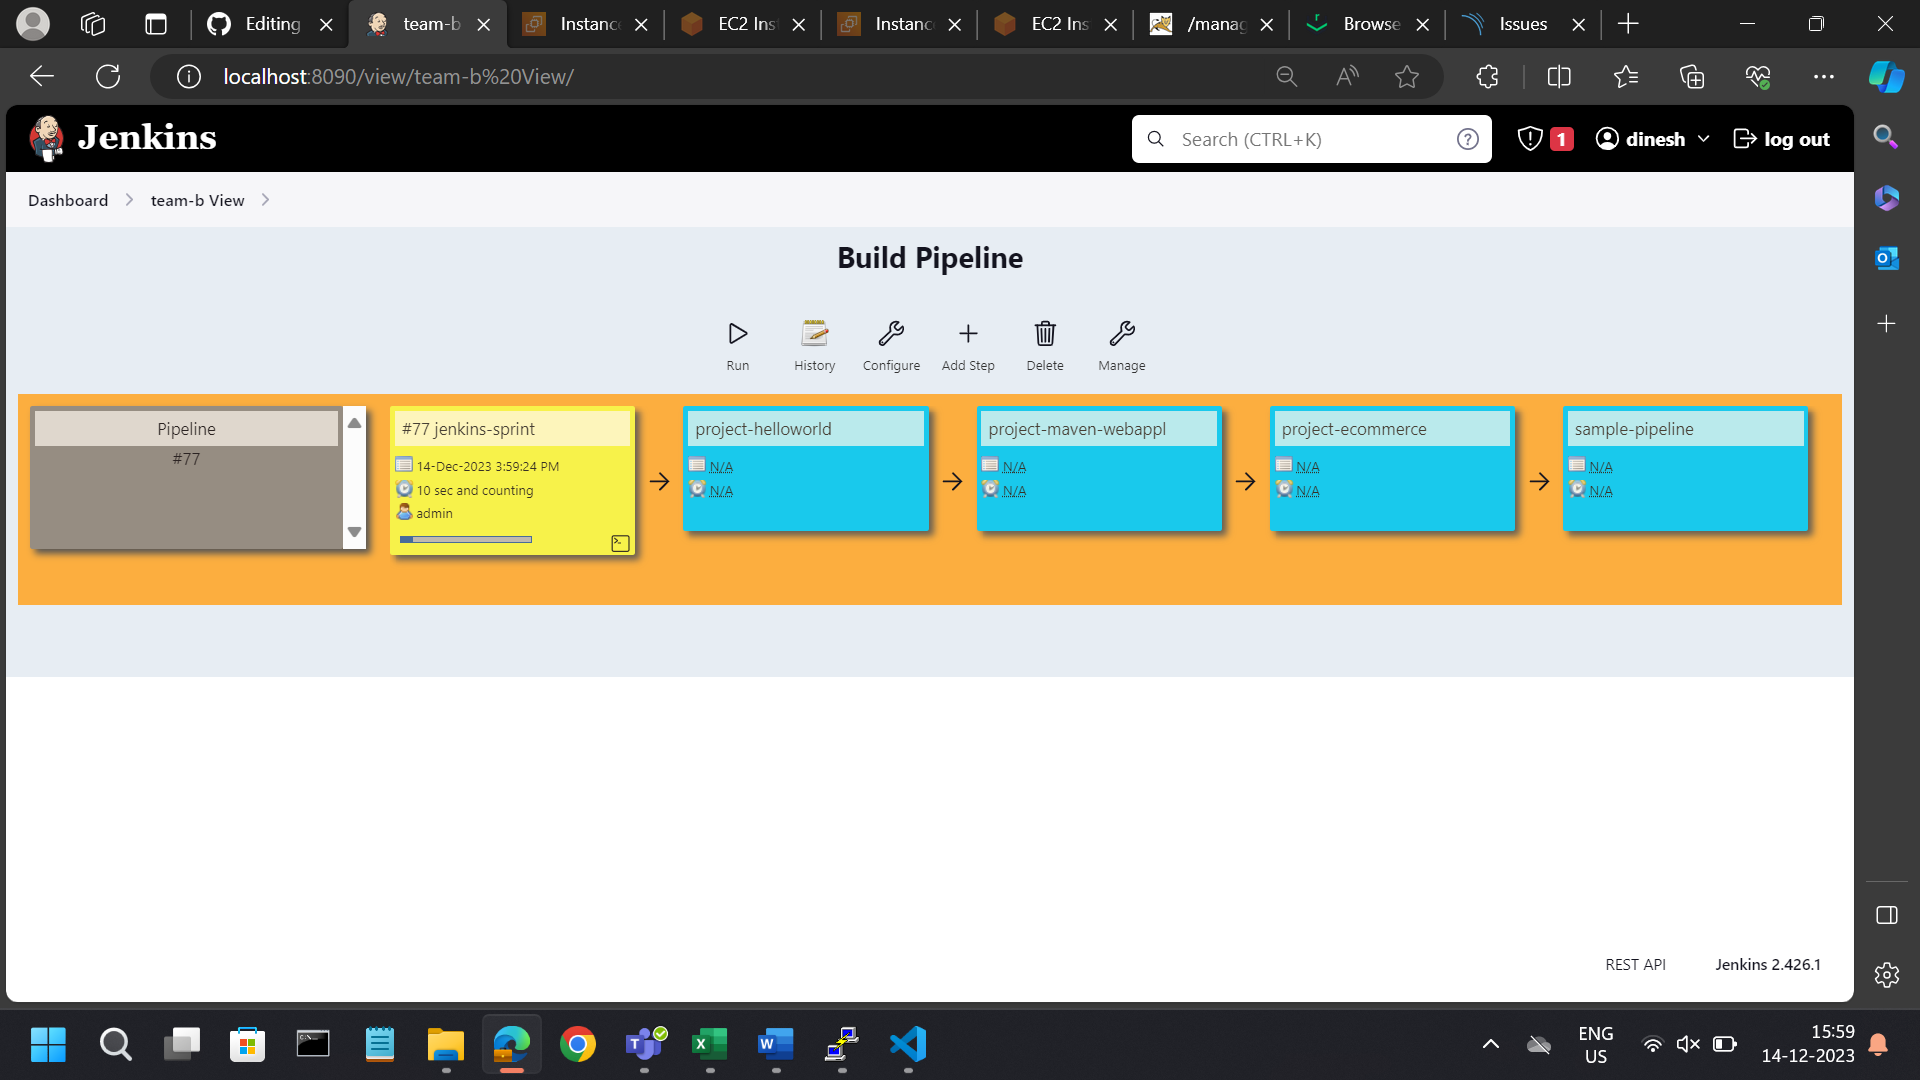 Editing
team-b
Instance
EC2 Ins
Instance
EC2 Ins
/manag
Browse
Issues
localhost:8090/view/team-b%20View/
Jenkins
Search (CTRL+K)
1
dinesh
log out
Dashboard
team-b View
Build Pipeline
Run
History
Configure
Add Step
Delete
Manage
Pipeline
#77
#77 jenkins-sprint
14-Dec-2023 3:59:24 PM
10 sec and counting
admin
project-helloworld
N/A
N/A
project-maven-webappl
N/A
N/A
project-ecommerce
N/A
N/A
sample-pipeline
N/A
N/A
REST API
Jenkins 2.426.1
ENG
US
15:59
14-12-2023